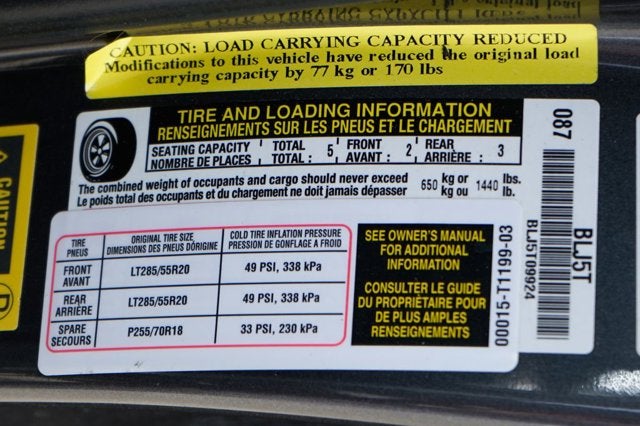 CAUTION: LOAD CARRYING CAPACITY REDUCED
Modifications to this vehicle have reduced the original load
carrying capacity by 77 kg or 170 lbs
TIRE AND LOADING INFORMATION
RENSEIGNEMENTS SUR LES PNEUS ET LE CHARGEMENT
SEATING CAPACITY TOTAL 5 FRONT 2 REAR 3
NOMBRE DE PLACES TOTAL : AVANT : ARRIÈRE :
The combined weight of occupants and cargo should never exceed 650 kg or 1440 lbs.
Le poids total des occupants et du chargement ne doit jamais dépasser kg ou lb.
TIRE ORIGINAL TIRE SIZE COLD TIRE INFLATION PRESSURE
PNEUS DIMENSIONS DES PNEUS DÓRIGINE PRESSION DE GONFLAGE A FROID
FRONT LT285/55R20 49 PSI, 338 kPa
AVANT
REAR LT285/55R20 49 PSI, 338 kPa
ARRIÈRE
SPARE P255/70R18 33 PSI, 230 kPa
SECOURS
SEE OWNER'S MANUAL
FOR ADDITIONAL
INFORMATION
CONSULTER LE GUIDE
DU PROPRIÉTAIRE POUR
DE PLUS AMPLES
RENSEIGNEMENTS
00015-T1199-03
087
BLJ5T09924
BLJ5T
CAUTION